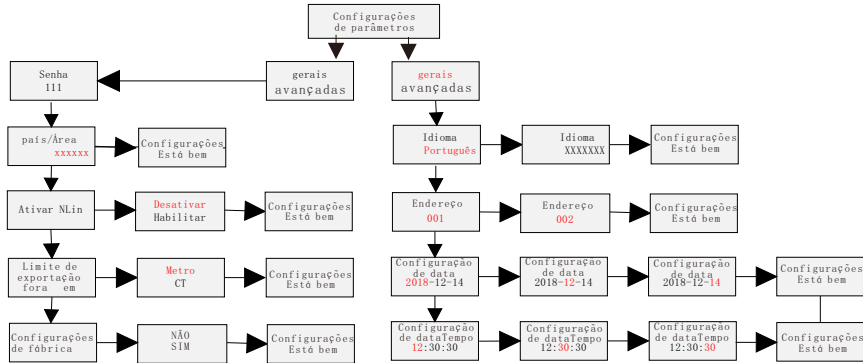 Configurações
de parâmetros
Senha
111
gerais
avançadas
gerais
avançadas
país/Área
xxxxxx
Configurações
Está bem
Idioma
Português
Idioma
XXXXXXX
Configurações
Está bem
Ativar NLin
Desativar
Habilitar
Configurações
Está bem
Endereço
001
Endereço
002
Configurações
Está bem
Limite de
exportação
fora em
Metro
CT
Configurações
Está bem
Configuração
de data
2018-12-14
Configuração
de data
2018-12-14
Configuração
de data
2018-12-14
Configurações
Está bem
Configurações
de fábrica
NÃO
SIM
Configurações
Está bem
Configuração
de dataTempo
12:30:30
Configuração
de dataTempo
12:30:30
Configuração
de dataTempo
12:30:30
Configurações
Está bem